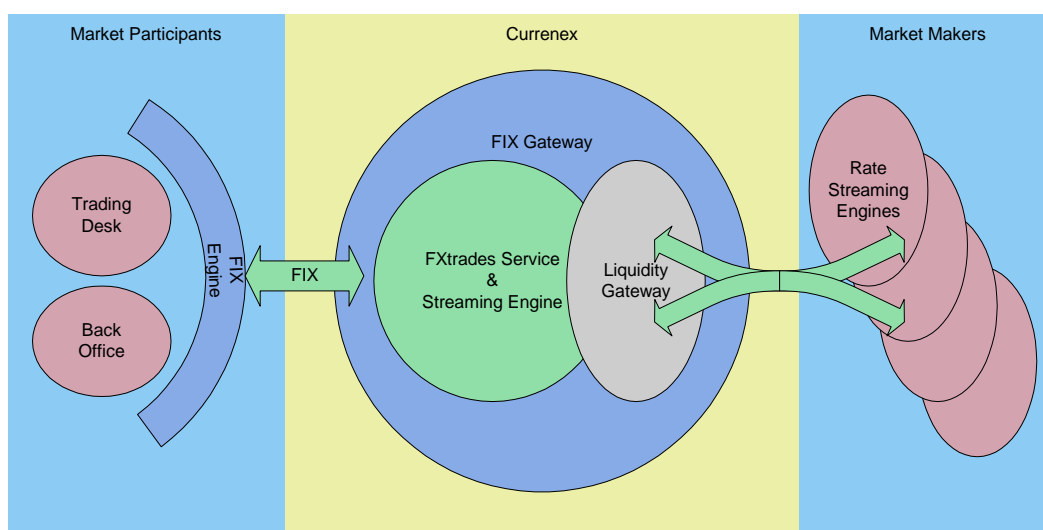 Market Participants
Currenex
Market Makers
FIX Gateway
Trading
Desk
Back
Office
FIX
Engine
FIX
FXtrades Service
&
Streaming Engine
Liquidity
Gateway
Rate
Streaming
Engines